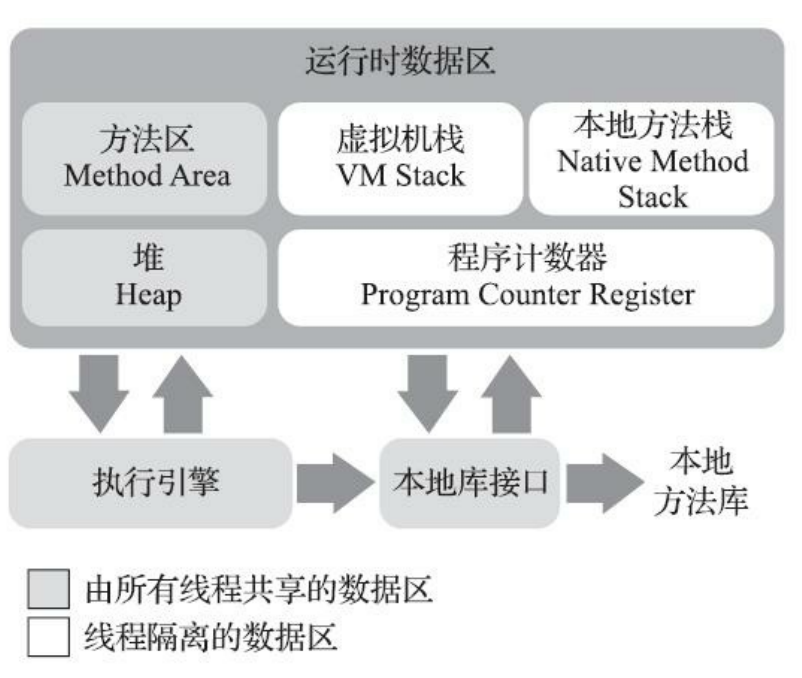 运行时数据区
方法区
Method Area
虚拟机栈
VM Stack
本地方法栈
Native Method
Stack
堆
Heap
程序计数器
Program Counter Register
执行引擎
本地库接口
本地
方法库
由所有线程共享的数据区
线程隔离的数据区